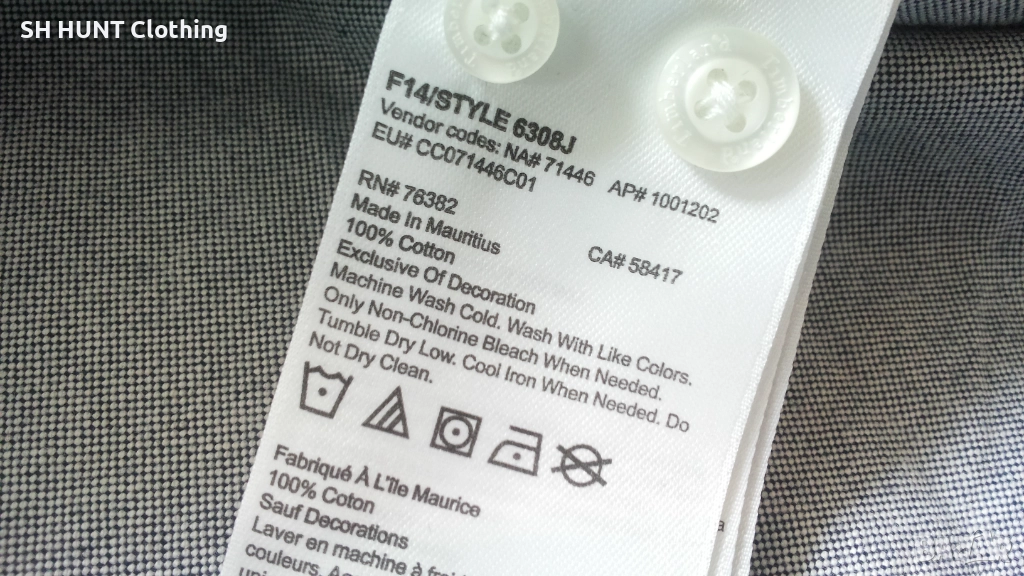 SH HUNT Clothing
F14/STYLE 6308J
Vendor codes: NA# 71446 AP# 1001202
EU# CC071446C01
RN# 76382 CA# 58417
Made In Mauritius
100% Cotton
Exclusive Of Decoration
Machine Wash Cold. Wash With Like Colors.
Only Non-Chlorine Bleach When Needed.
Tumble Dry Low. Cool Iron When Needed. Do
Not Dry Clean.
Fabriqué À L'île Maurice
100% Coton
Sauf Decorations
Laver en machine à
couleurs.